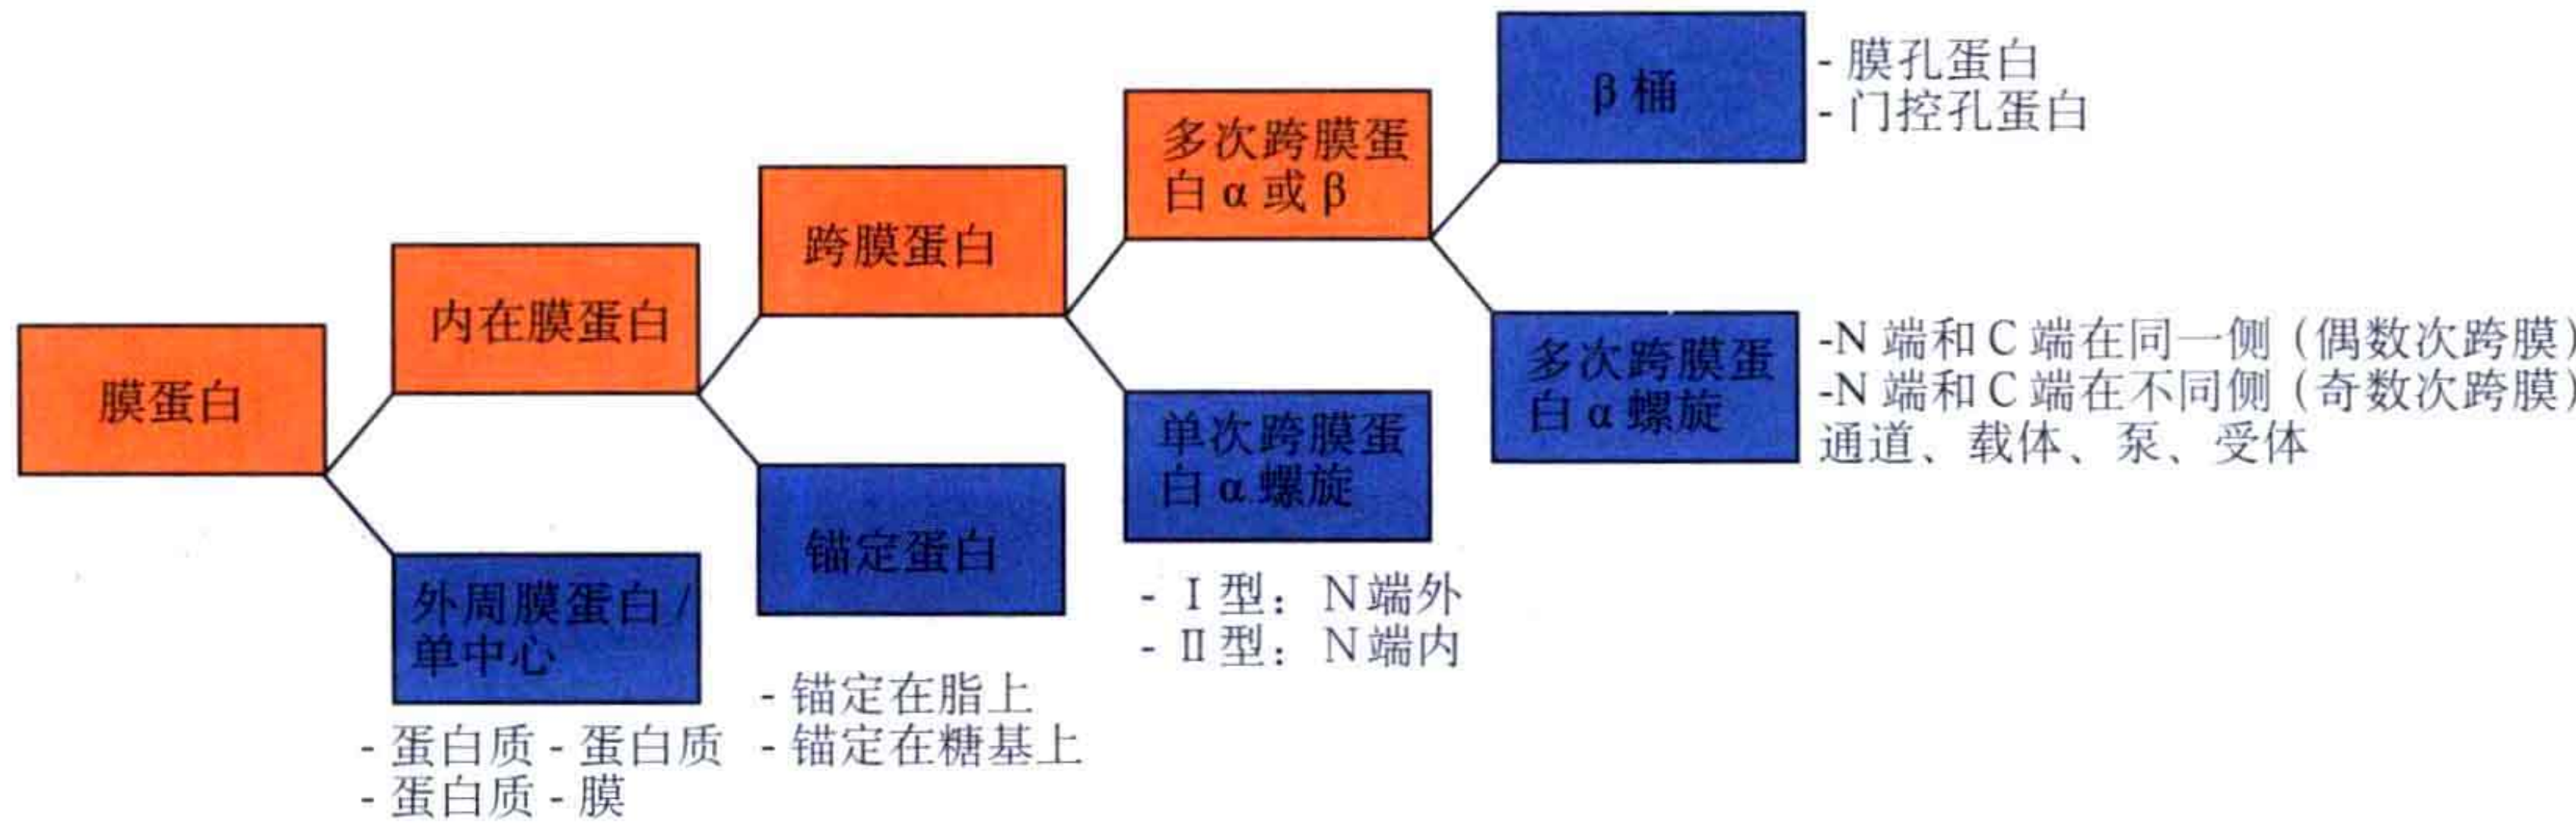 膜蛋白
内在膜蛋白
外周膜蛋白 /
单中心
- 蛋白质 - 蛋白质
- 蛋白质 - 膜
跨膜蛋白
锚定蛋白
- 锚定在脂上
- 锚定在糖基上
多次跨膜蛋
白 α 或 β
单次跨膜蛋
白 α 螺旋
- Ⅰ 型：N端外
- Ⅱ 型：N端内
β 桶
- 膜孔蛋白
- 门控孔蛋白
多次跨膜蛋
白 α 螺旋
-N 端和 C 端在同一侧 (偶数次跨膜)
-N 端和 C 端在不同侧 (奇数次跨膜)
通道、载体、泵、受体